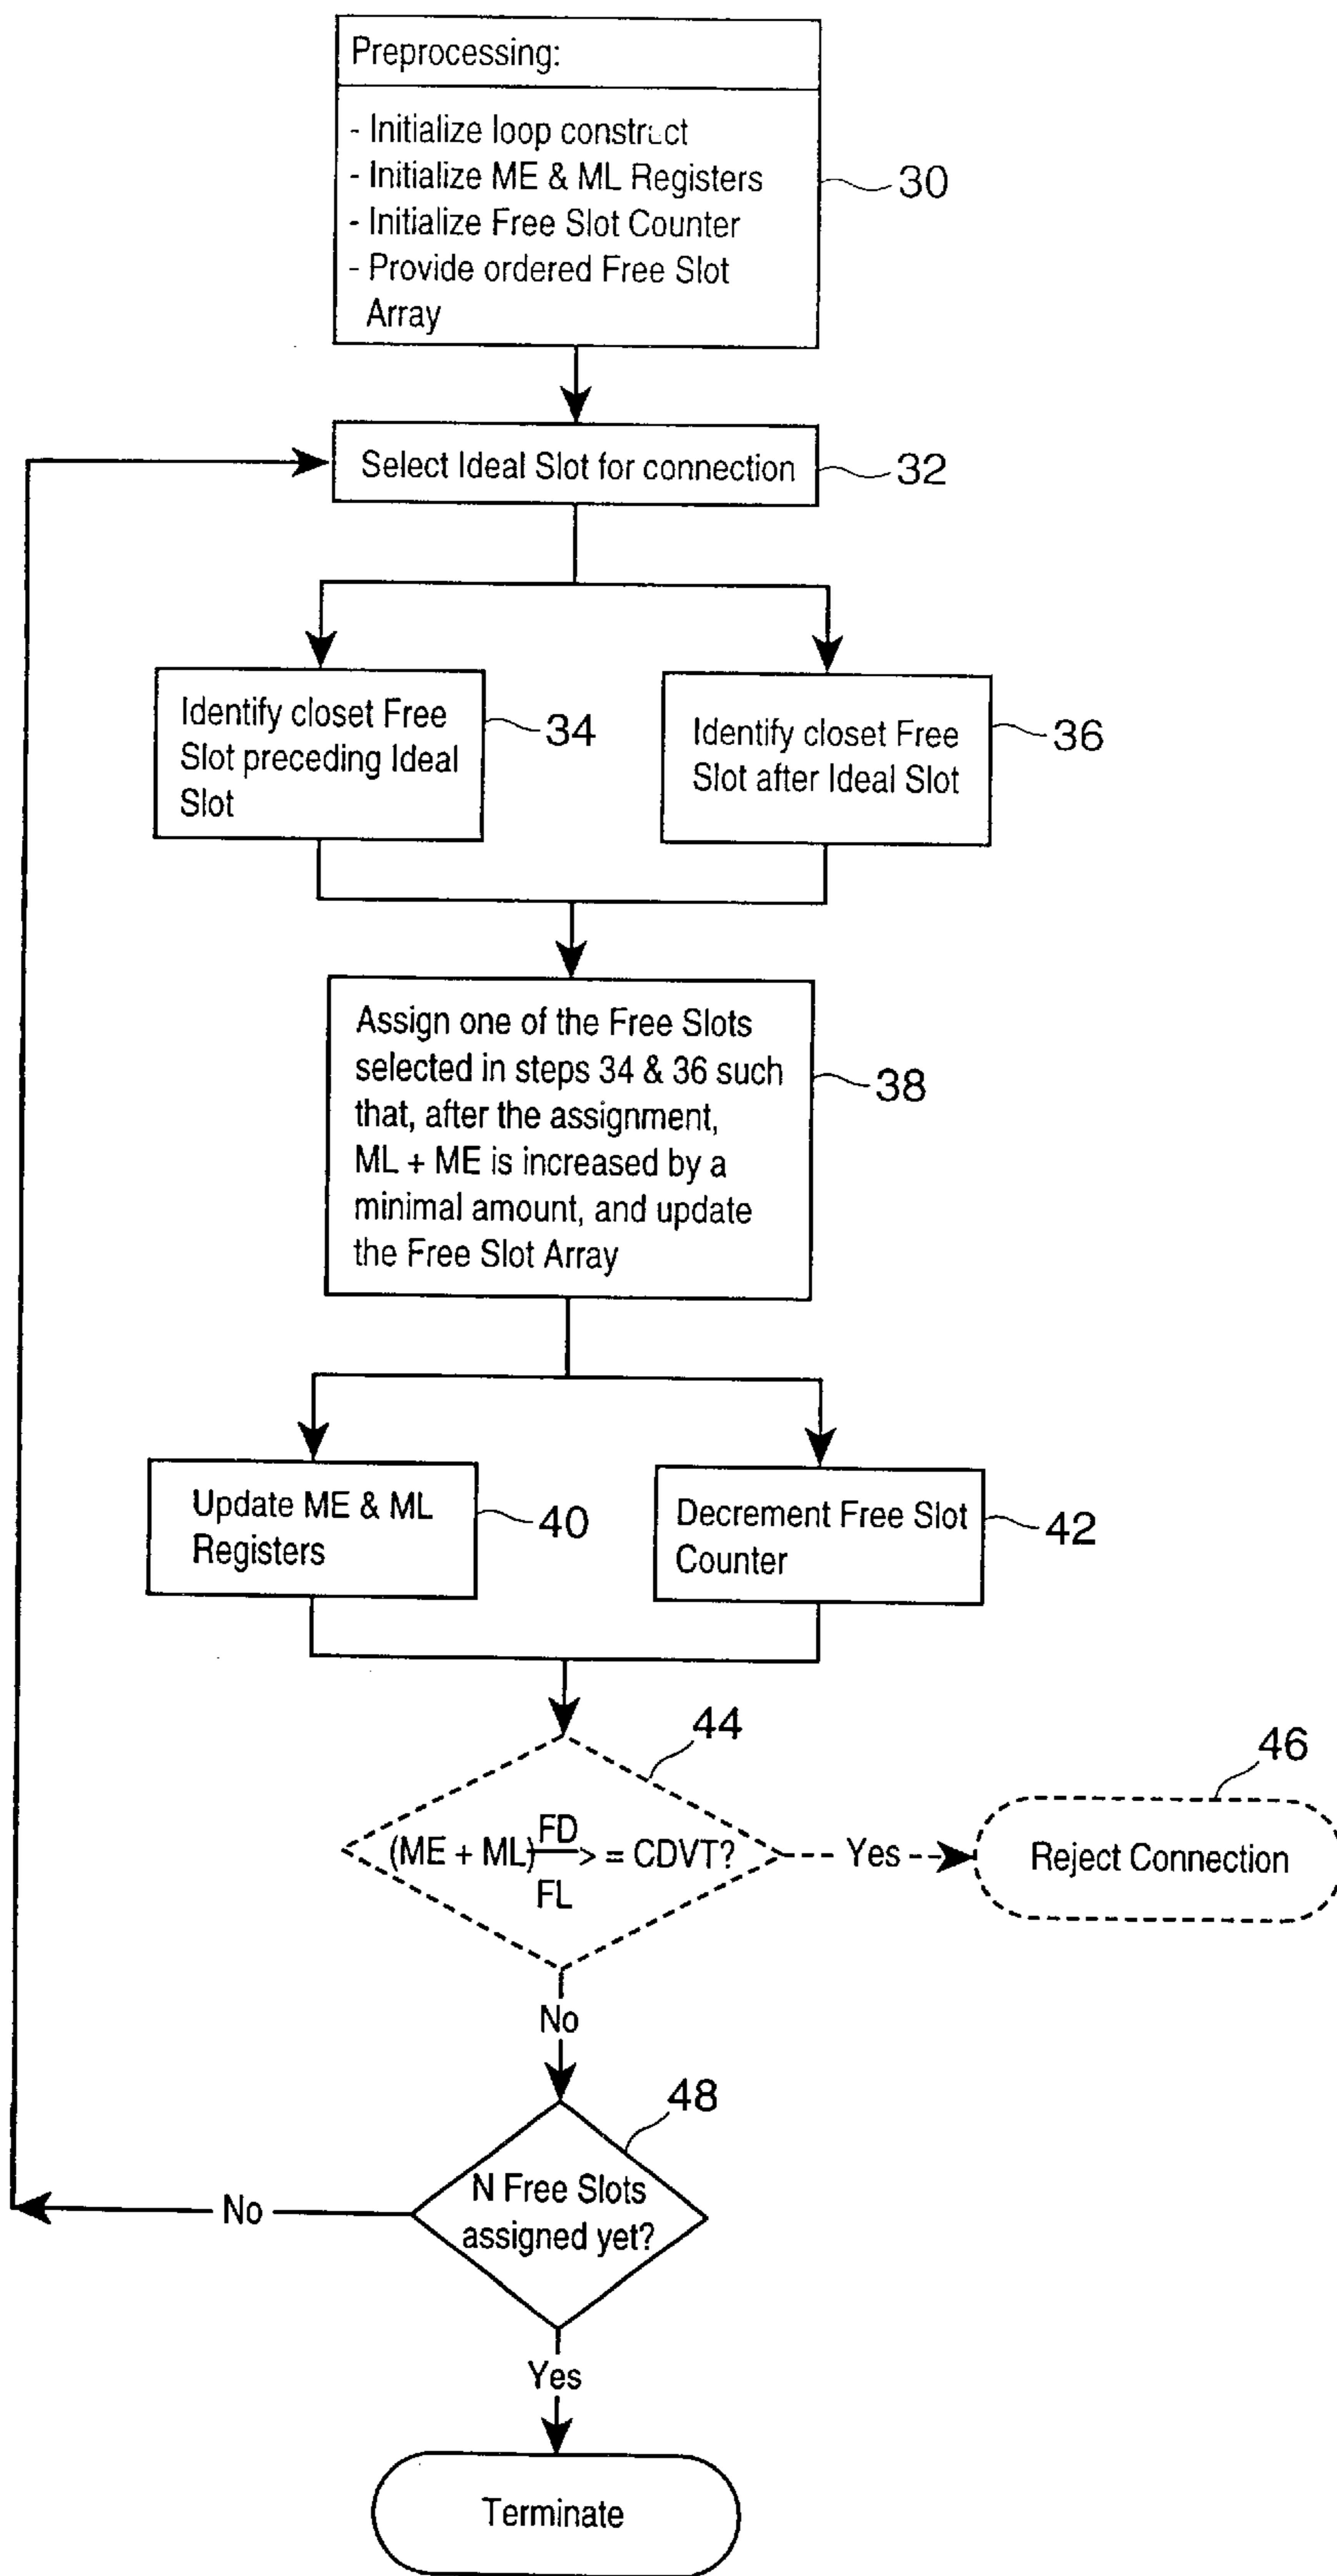 Preprocessing:
- Initialize loop construct
- Initialize ME & ML Registers
- Initialize Free Slot Counter
- Provide ordered Free Slot
Array
30
Select Ideal Slot for connection
32
Identify closet Free
Slot preceding Ideal
Slot
34
Identify closet Free
Slot after Ideal Slot
36
Assign one of the Free Slots
selected in steps 34 & 36 such
that, after the assignment,
ML + ME is increased by a
minimal amount, and update
the Free Slot Array
38
Update ME & ML
Registers
40
Decrement Free Slot
Counter
42
44
(ME + ML) FD
FL
> = CDVT?
Yes
46
Reject Connection
No
48
N Free Slots
assigned yet?
No
Yes
Terminate